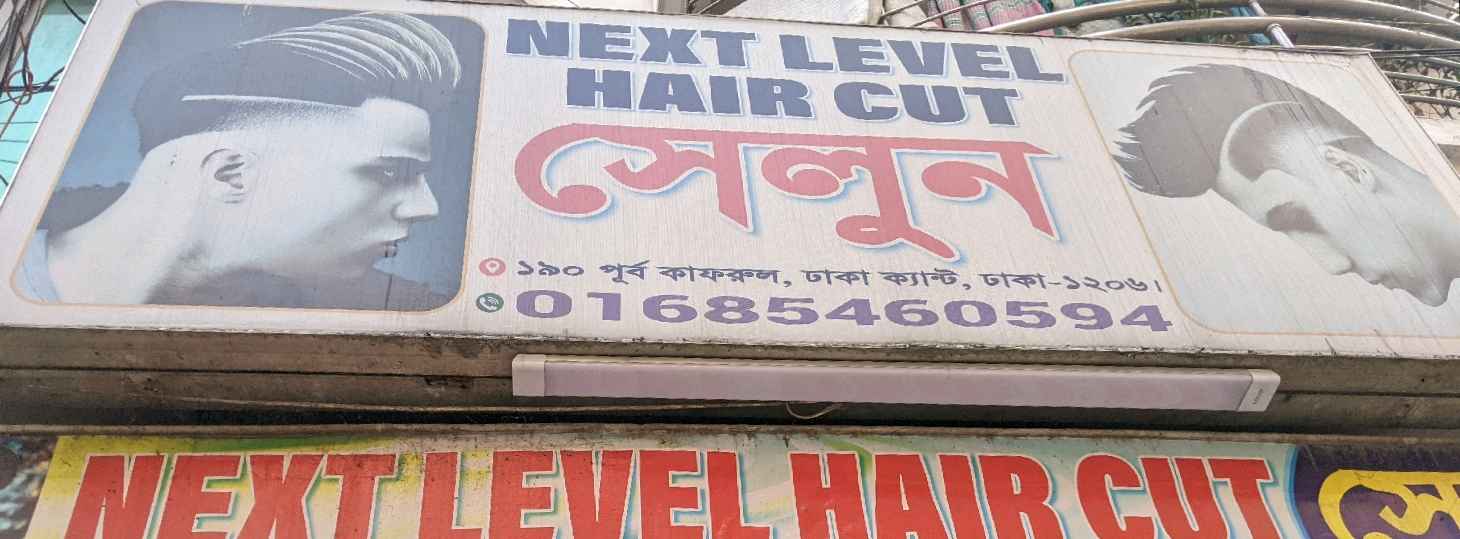 NEXT LEVEL
HAIR CUT
সেলুন
১৯০ পূর্ব কাফরুল, ঢাকা ক্যান্ট, ঢাকা-১২০৬।
01685460594
NEXT LEVEL HAIR CUT